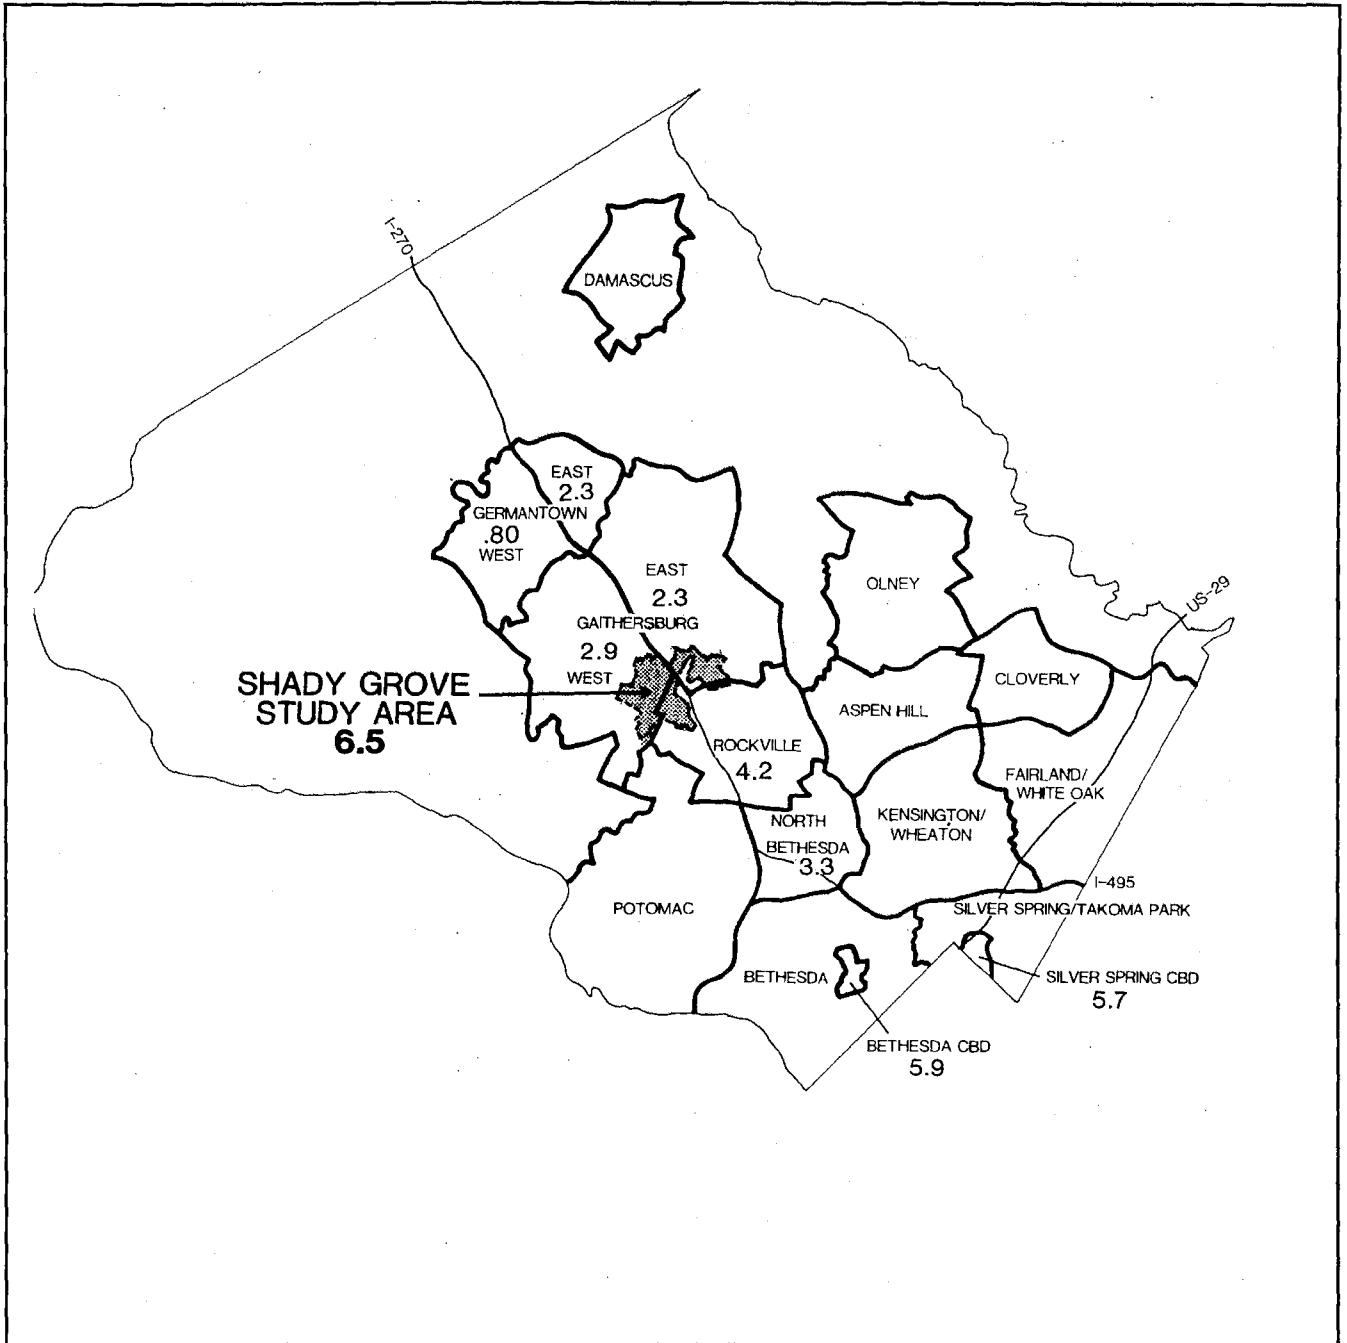 I-270
DAMASCUS
EAST
2.3
GERMANTOWN
.80
WEST
EAST
2.3
GAITHERSBURG
2.9
WEST
SHADY GROVE
STUDY AREA
6.5
OLNEY
US-29
CLOVERLY
ASPEN HILL
ROCKVILLE
4.2
FAIRLAND/
WHITE OAK
NORTH
BETHESDA
3.3
KENSINGTON/
WHEATON
I-495
POTOMAC
SILVER SPRING/TAKOMA PARK
BETHESDA
SILVER SPRING CBD
5.7
BETHESDA CBD
5.9